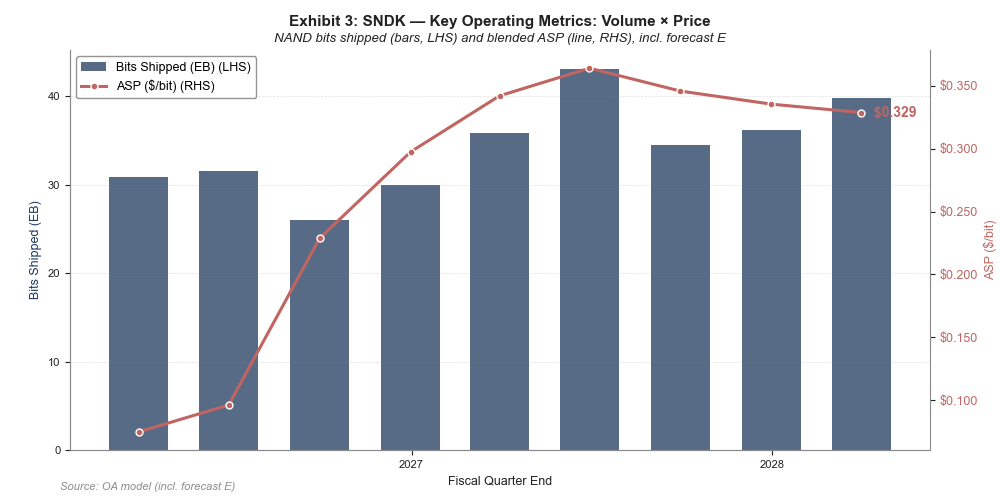 Exhibit 3: SNDK — Key Operating Metrics: Volume × Price
NAND bits shipped (bars, LHS) and blended ASP (line, RHS), incl. forecast E
Bits Shipped (EB) (LHS)
ASP ($/bit) (RHS)
40
30
20
10
0
Bits Shipped (EB)
$0.350
$0.300
$0.250
$0.200
$0.150
$0.100
ASP ($/bit)
$0.329
2027
2028
Fiscal Quarter End
Source: OA model (incl. forecast E)